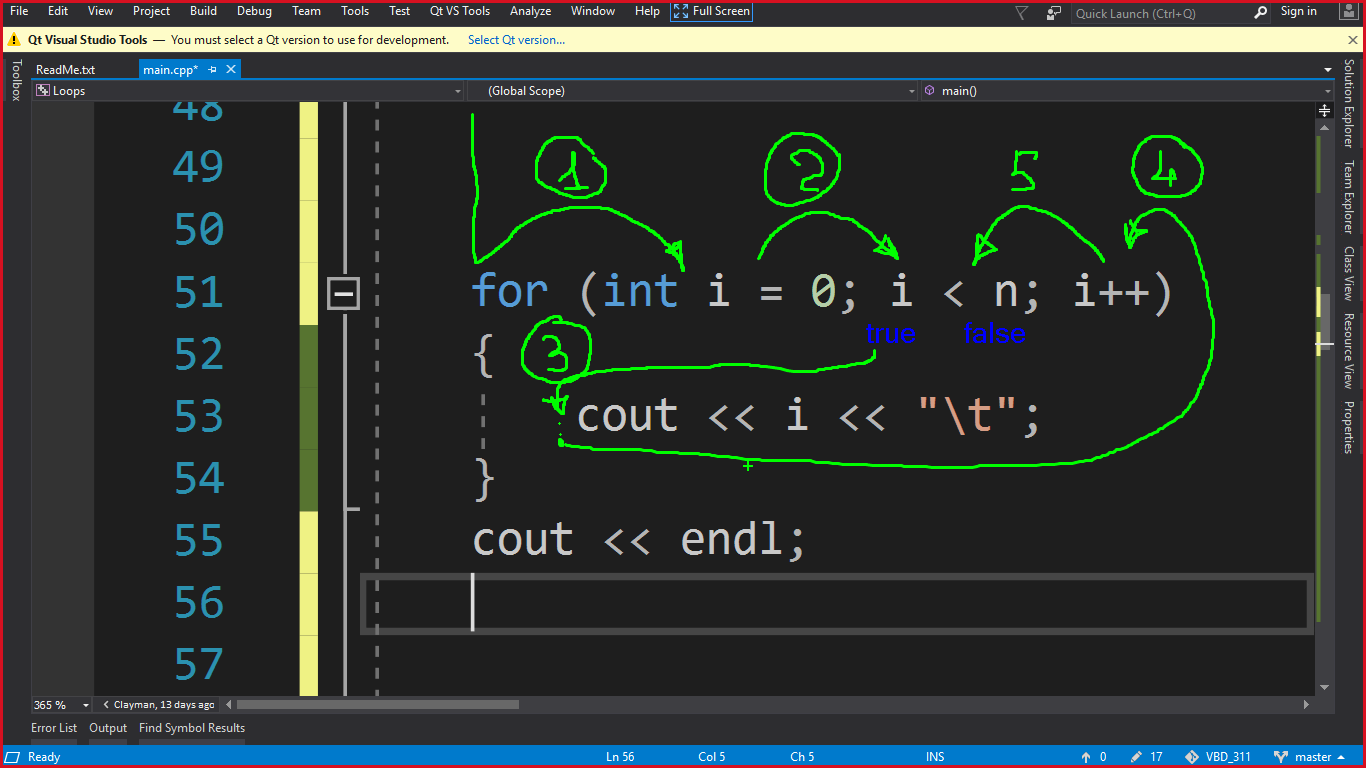 File Edit View Project Build Debug Team Tools Test Qt VS Tools Analyze Window Help Full Screen Quick Launch (Ctrl+Q) Sign in
Qt Visual Studio Tools — You must select a Qt version to use for development. Select Qt version...
Toolbox
ReadMe.txt main.cpp*
Loops (Global Scope) main()
48
49 1 2 5 4
50
51 for (int i = 0; i < n; i++)
true false
52 { 3
53 cout << i << "\t";
54 }
55 cout << endl;
56
57
Solution Explorer
Team Explorer
Class View
Resource View
Properties
365 % Clayman, 13 days ago
Error List Output Find Symbol Results
Ready Ln 56 Col 5 Ch 5 INS 0 17 VBD_311 master